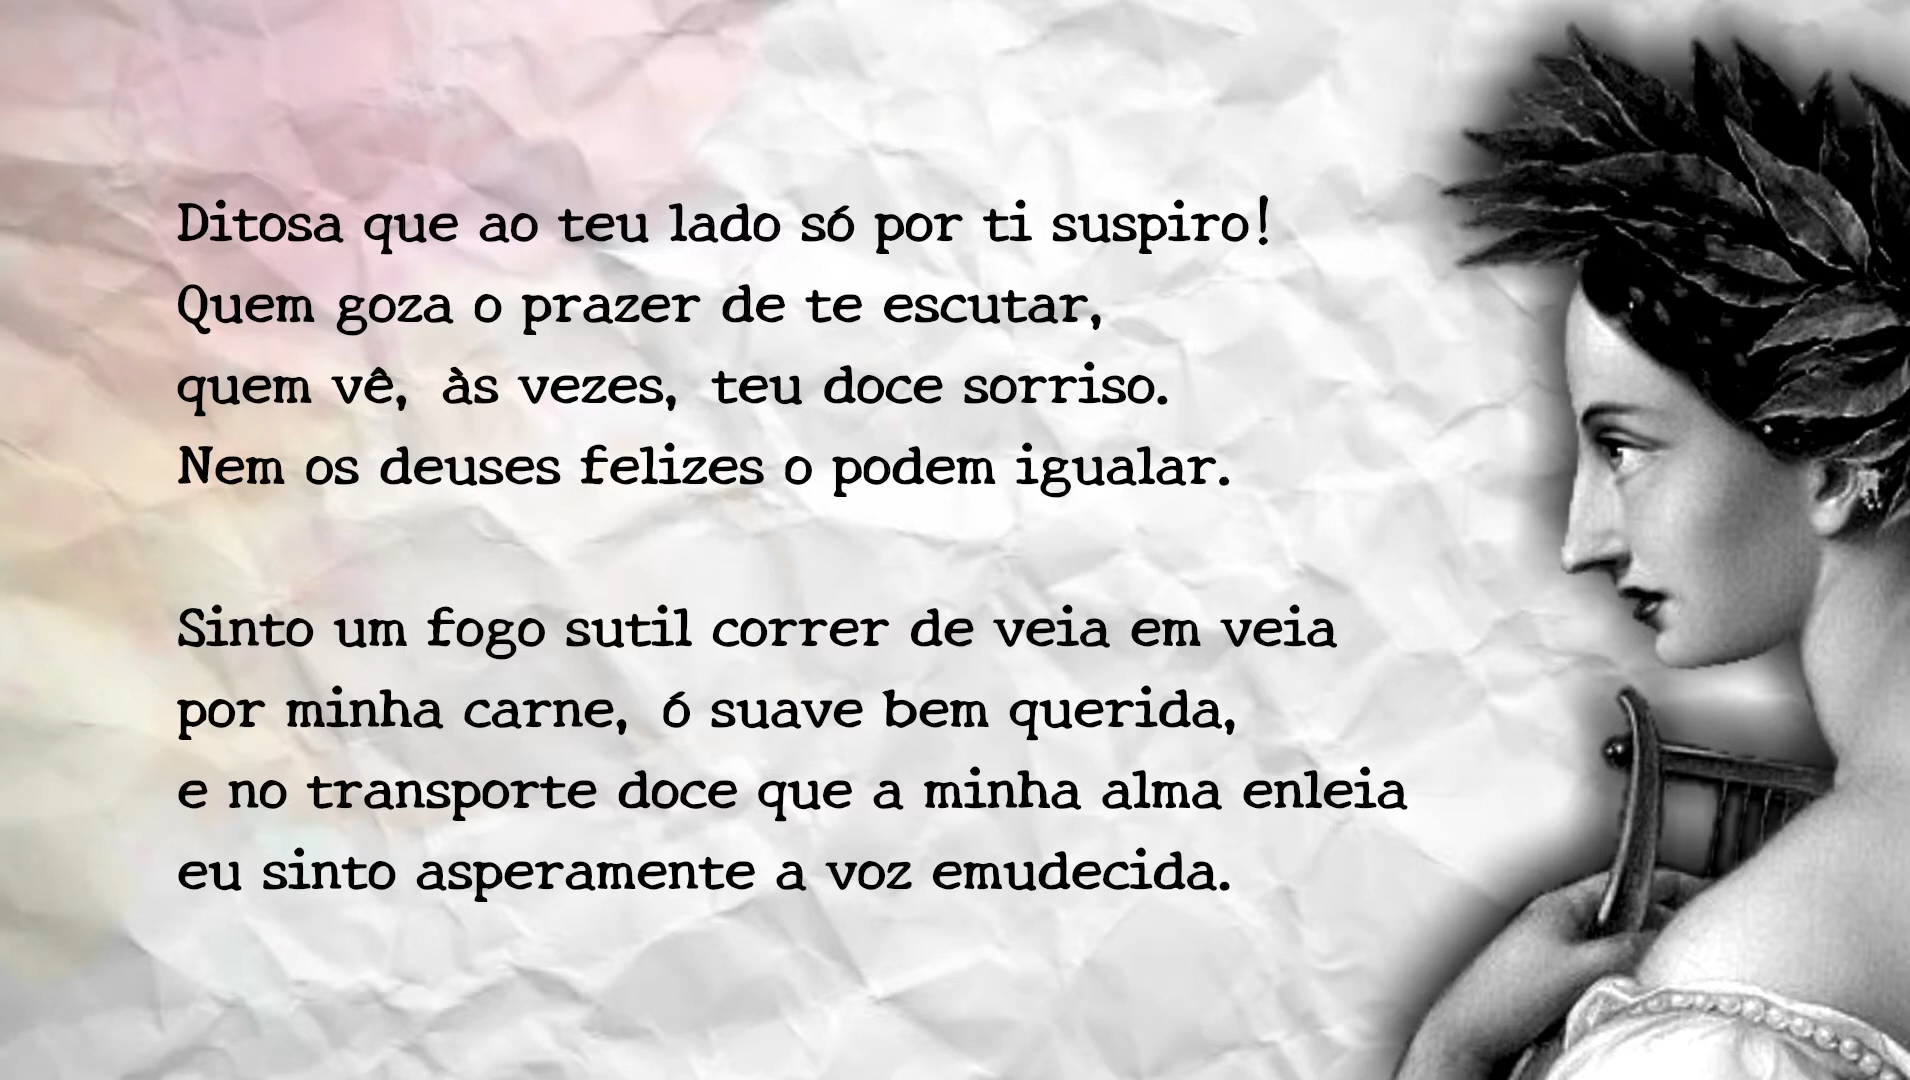 Ditosa que ao teu lado só por ti suspiro!
Quem goza o prazer de te escutar,
quem vê, às vezes, teu doce sorriso.
Nem os deuses felizes o podem igualar.
Sinto um fogo sutil correr de veia em veia
por minha carne, ó suave bem querida,
e no transporte doce que a minha alma enleia
eu sinto asperamente a voz emudecida.